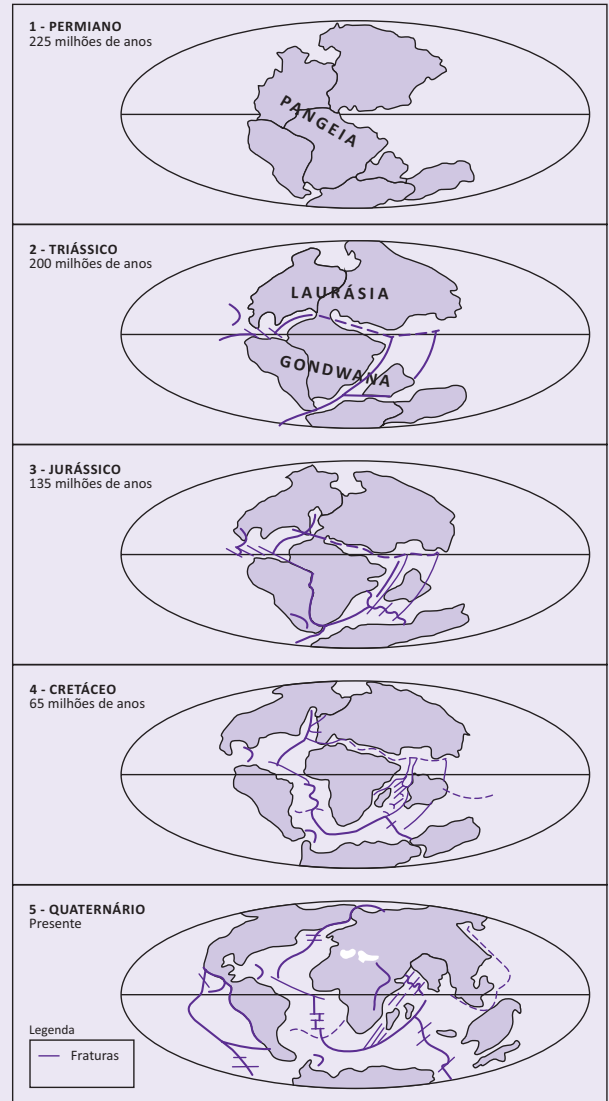 1 - PERMIANO
225 milhões de anos
PANGEIA
2 - TRIÁSSICO
200 milhões de anos
LAURÁSIA
GONDWANA
3 - JURÁSSICO
135 milhões de anos
4 - CRETÁCEO
65 milhões de anos
5 - QUATERNÁRIO
Presente
Legenda
Fraturas